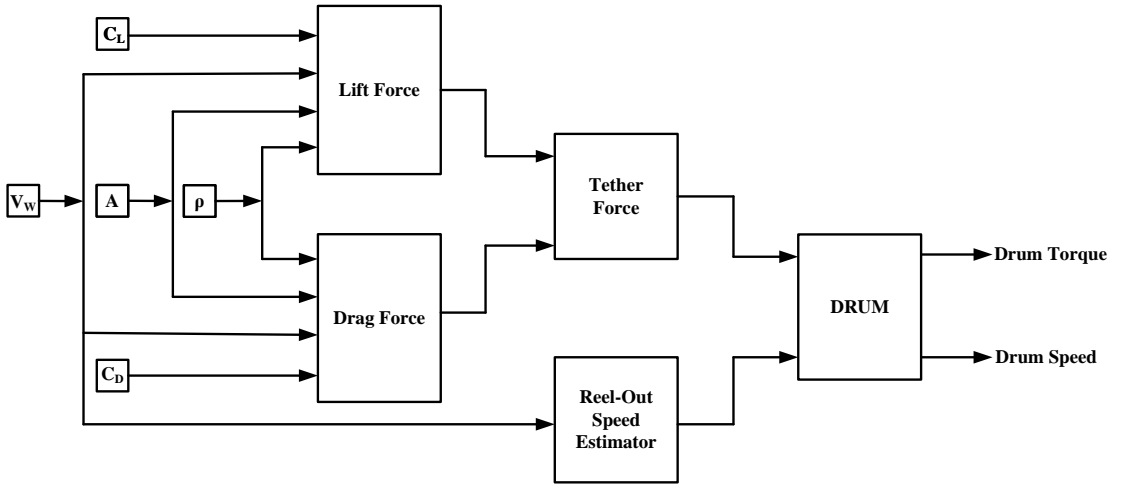 C_L
Lift Force
V_W
A
ρ
Tether
Force
Drum Torque
DRUM
Drag Force
Drum Speed
C_D
Reel-Out
Speed
Estimator